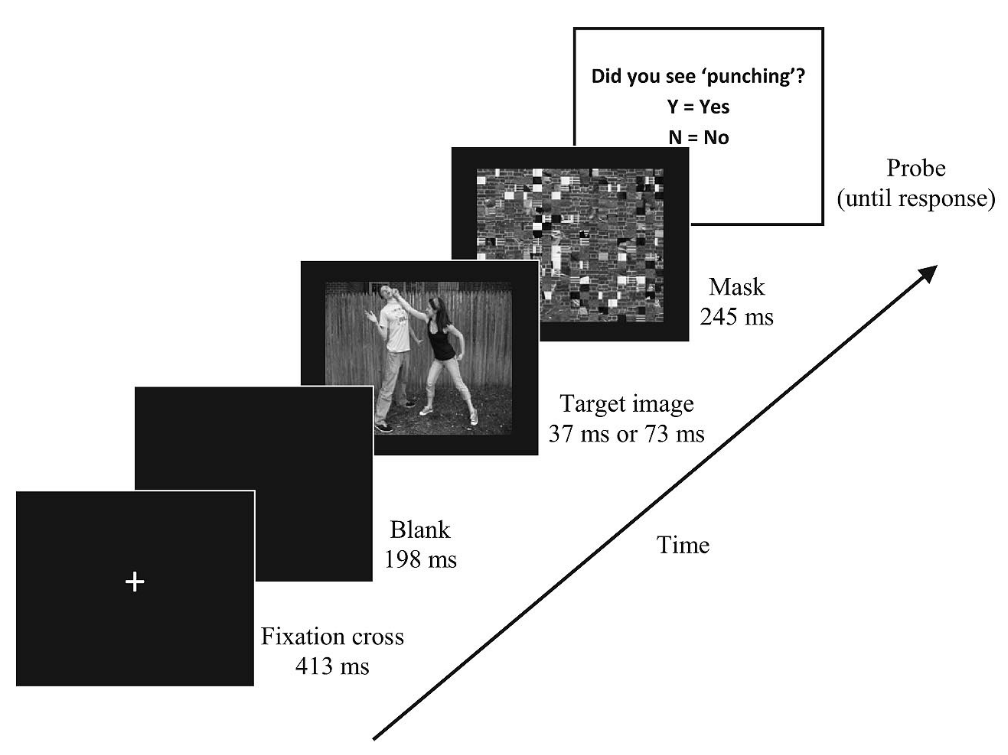 Did you see ‘punching’?
Y = Yes
N = No
Probe
(until response)
Mask
245 ms
Target image
37 ms or 73 ms
Blank
198 ms
Time
+
Fixation cross
413 ms